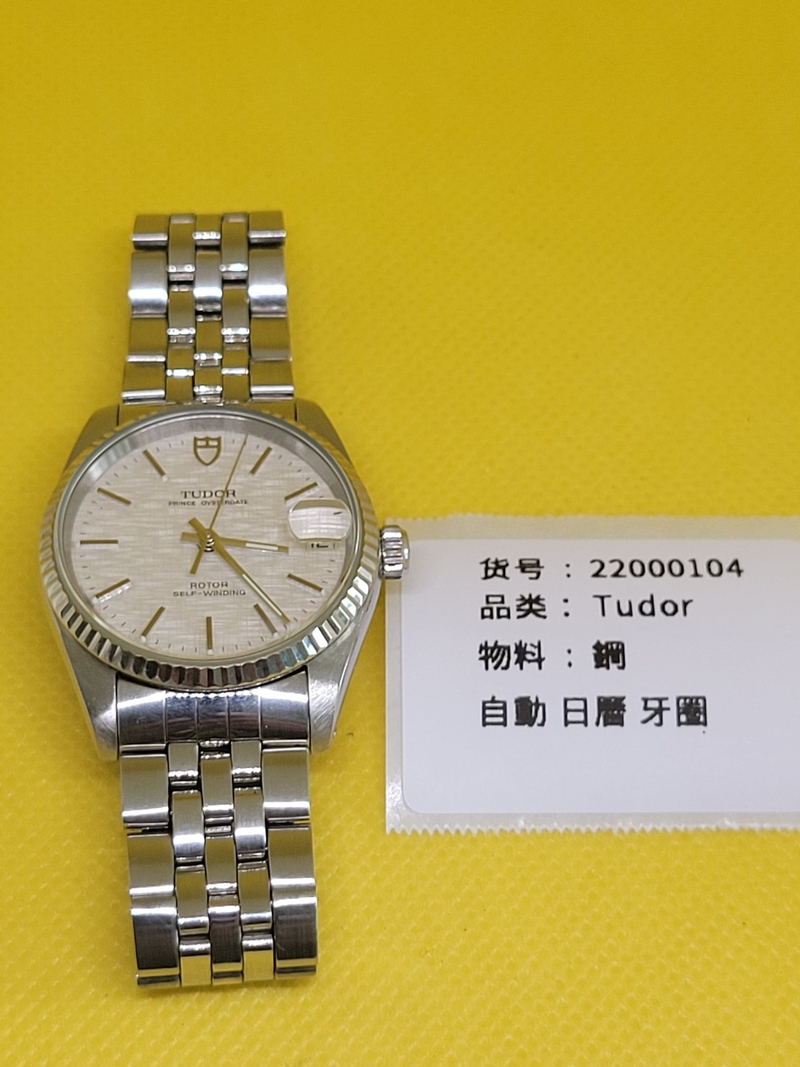 TUDOR
PRINCE OYSTERDATE
ROTOR
SELF-WINDING
货号 : 22000104
品类 : Tudor
物料 : 鋼
自動 日曆 牙圈